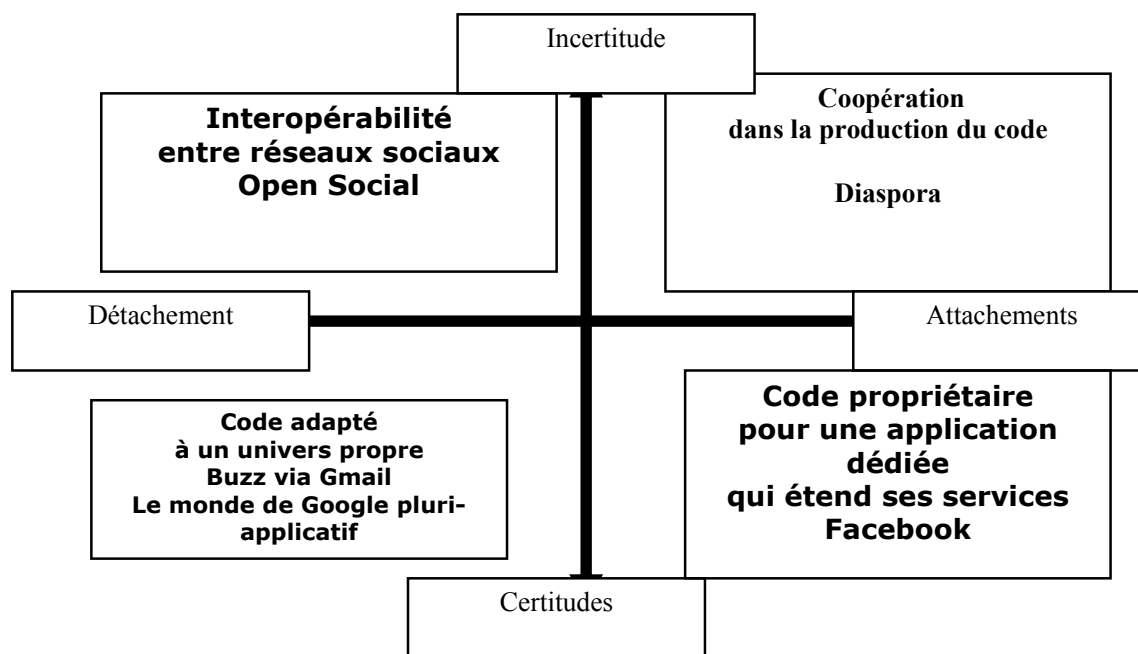 Incertitude
Interopérabilité
entre réseaux sociaux
Open Social
Coopération
dans la production du code
Diaspora
Détachement
Attachements
Code adapté
à un univers propre
Buzz via Gmail
Le monde de Google pluri-
applicatif
Code propriétaire
pour une application
dédiée
qui étend ses services
Facebook
Certitudes